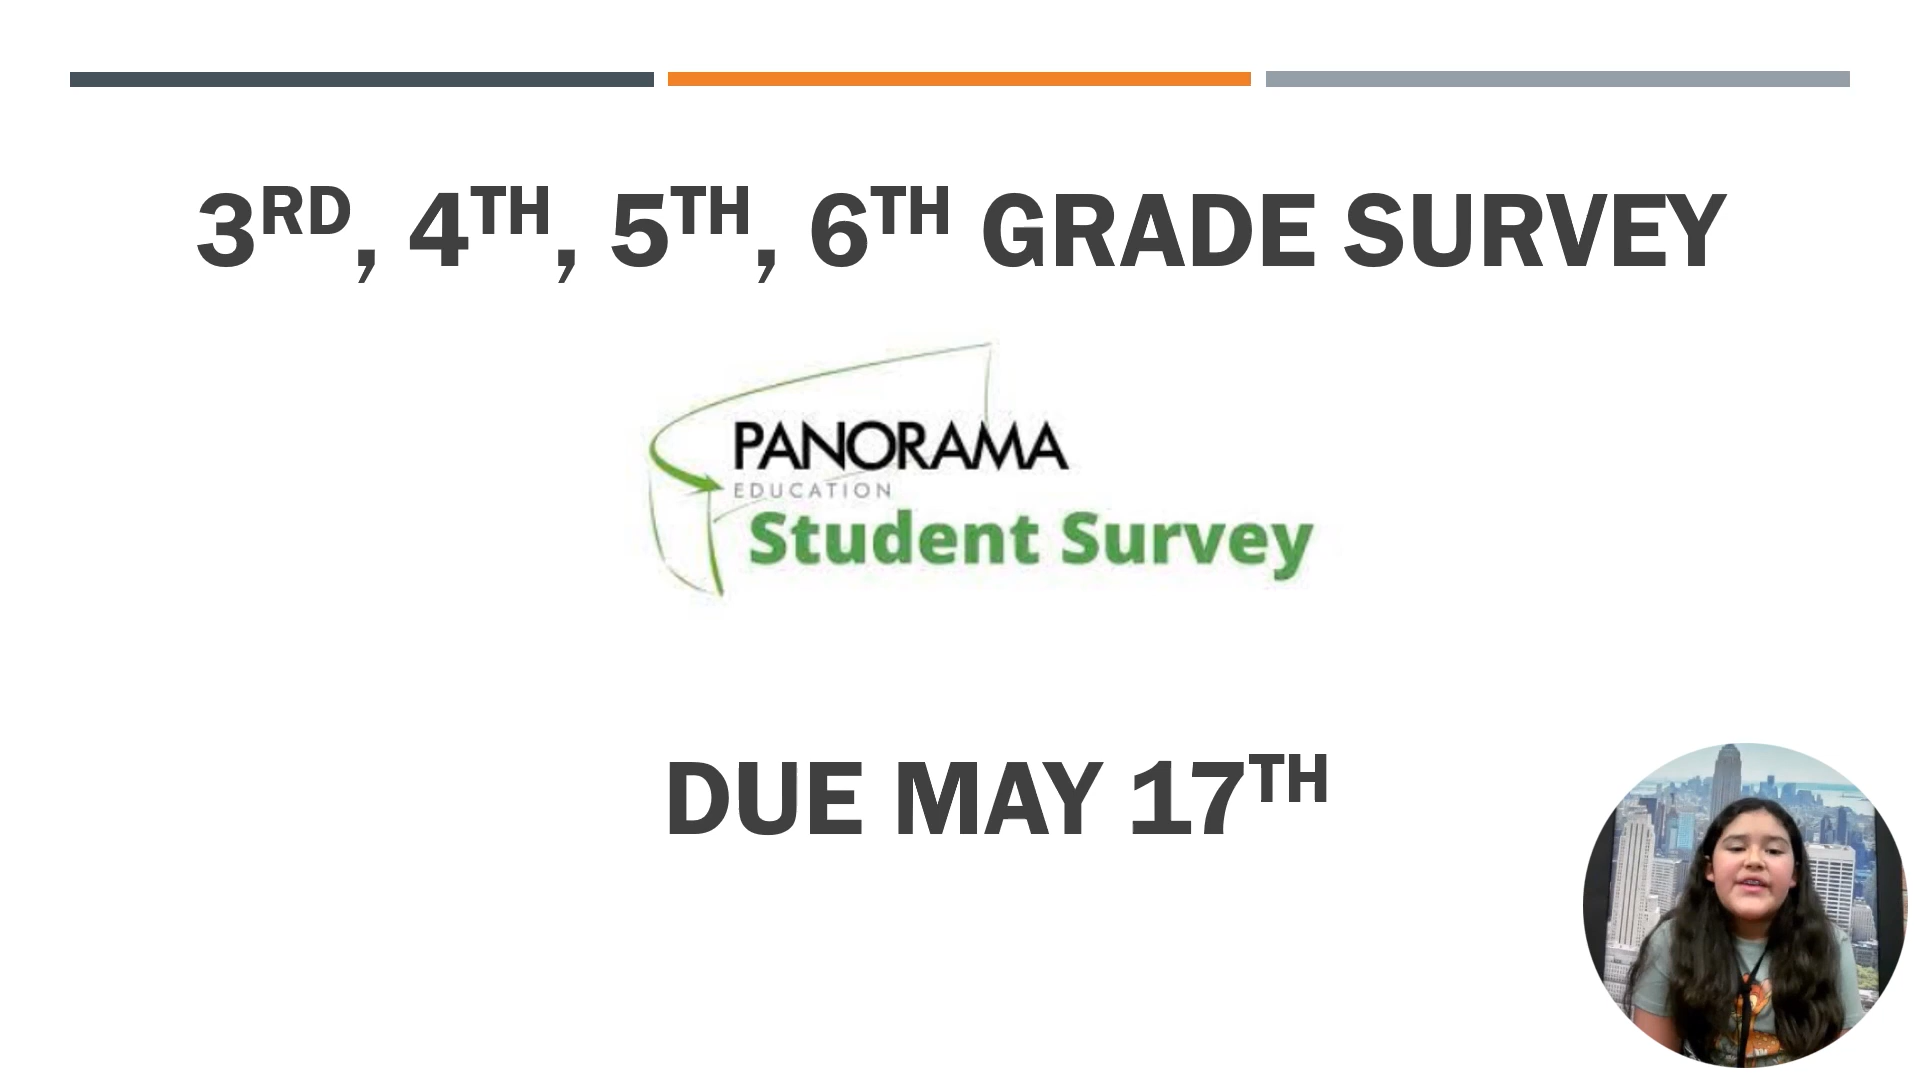 3RD, 4TH, 5TH, 6TH GRADE SURVEY
PANORAMA
EDUCATION
Student Survey
DUE MAY 17TH